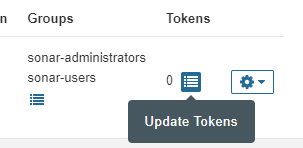 n Groups Tokens
sonar-administrators
sonar-users 0
Update Tokens